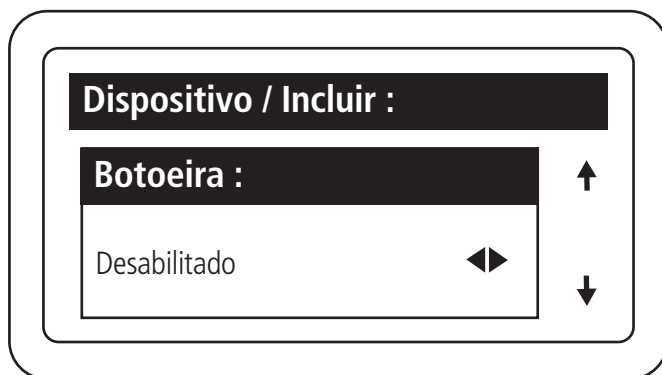 Dispositivo / Incluir :
Botoeira :
Desabilitado